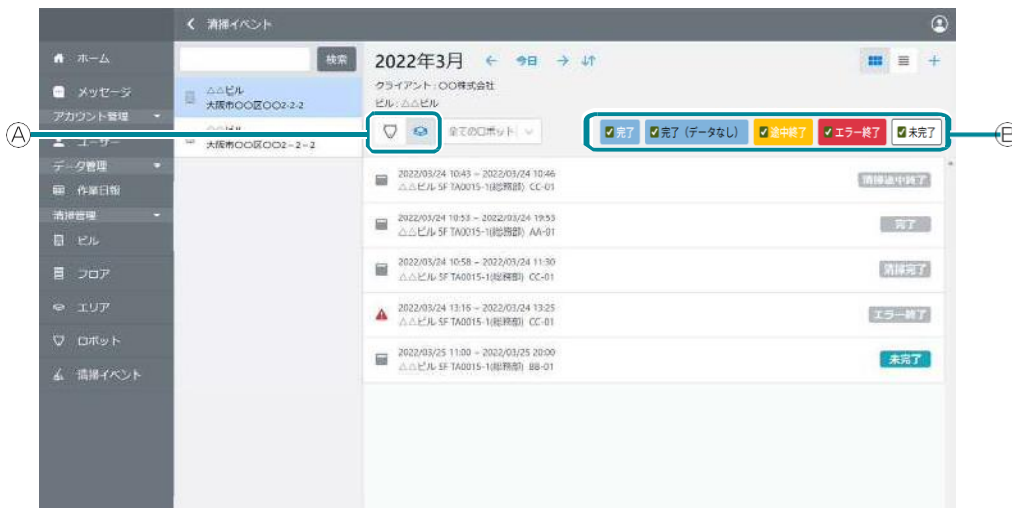 清掃イベント
ホーム
メッセージ
アカウント管理
ユーザー
データ管理
作業日報
清掃管理
ビル
フロア
エリア
ロボット
清掃イベント
検索
△△ビル
大阪市〇〇区〇〇2-2-2
△△ビル
大阪市〇〇区〇〇2-2-2
2022年3月 ← 今日 → ↓↑
クライアント:〇〇株式会社
ビル:△△ビル
Ⓐ
全てのロボット
完了 完了(データなし) 途中終了 エラー終了 未完了
Ⓑ
2022/03/24 10:43 ~ 2022/03/24 10:46
△△ビル 5F TA0015-1(総務部) CC-01
清掃途中終了
2022/03/24 10:53 ~ 2022/03/24 19:53
△△ビル 5F TA0015-1(総務部) AA-01
完了
2022/03/24 10:58 ~ 2022/03/24 11:30
△△ビル 5F TA0015-1(総務部) CC-01
清掃完了
2022/03/24 13:16 ~ 2022/03/24 13:25
△△ビル 5F TA0015-1(総務部) CC-01
エラー終了
2022/03/25 11:00 ~ 2022/03/25 20:00
△△ビル 5F TA0015-1(総務部) BB-01
未完了